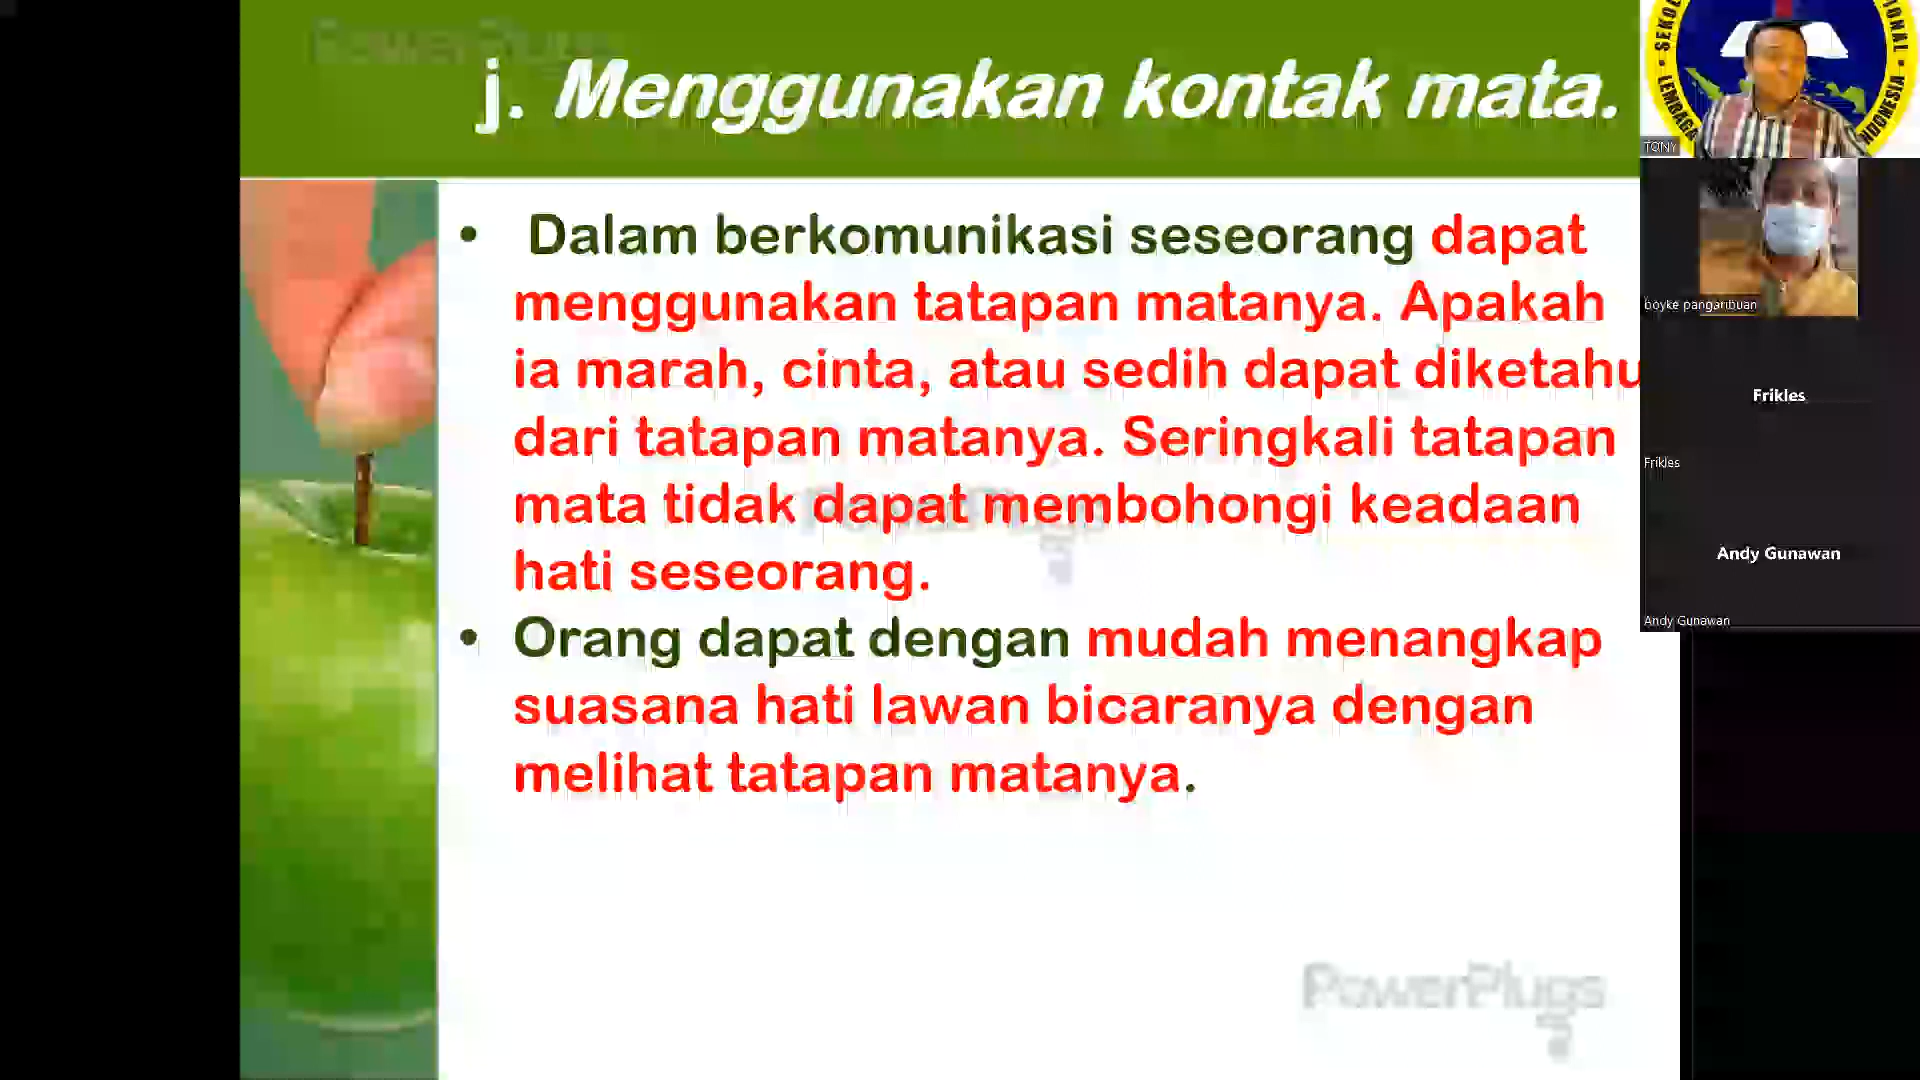 PowerPlugs
j. Menggunakan kontak mata.
• Dalam berkomunikasi seseorang dapat
menggunakan tatapan matanya. Apakah
ia marah, cinta, atau sedih dapat diketahu
dari tatapan matanya. Seringkali tatapan
mata tidak dapat membohongi keadaan
hati seseorang.
• Orang dapat dengan mudah menangkap
suasana hati lawan bicaranya dengan
melihat tatapan matanya.
PowerPlugs
LEMBAGA
TONY
boyke pangaribuan
Frikles
Frikles
Andy Gunawan
Andy Gunawan